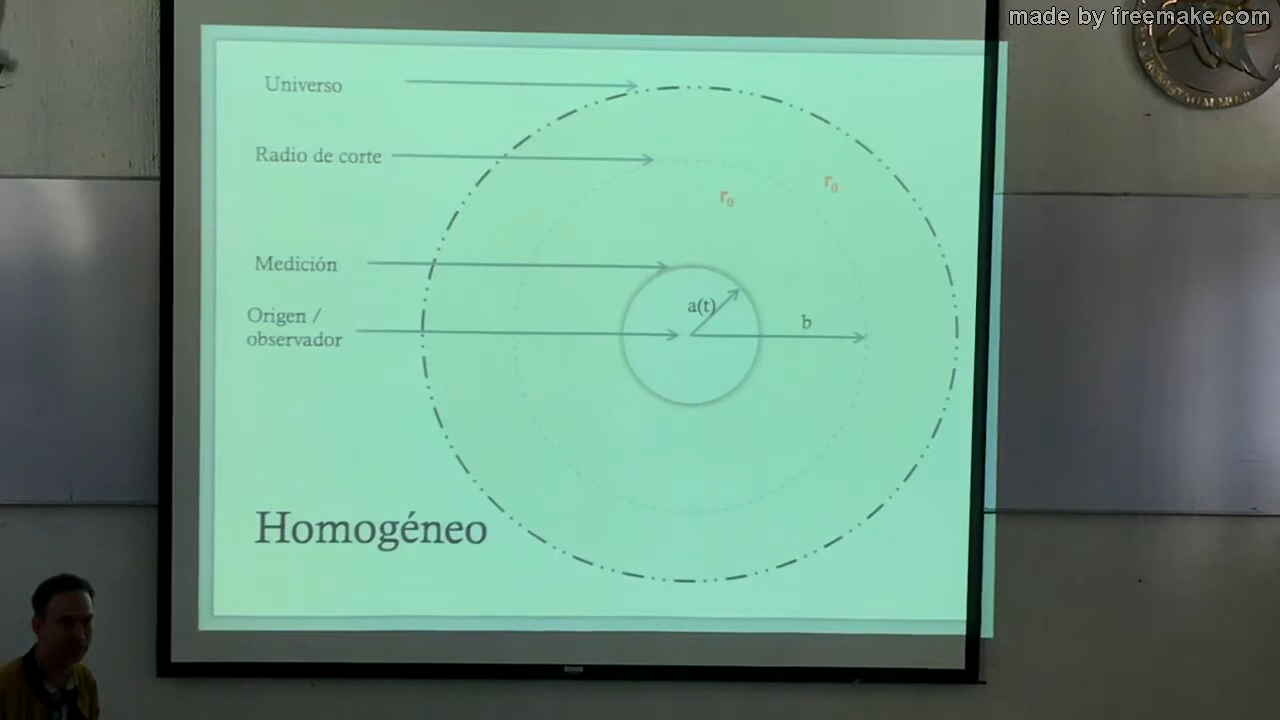 made by freemake.com
Universo
Radio de corte
r₀
r₀
Medición
a(t)
Origen /
observador
b
Homogéneo